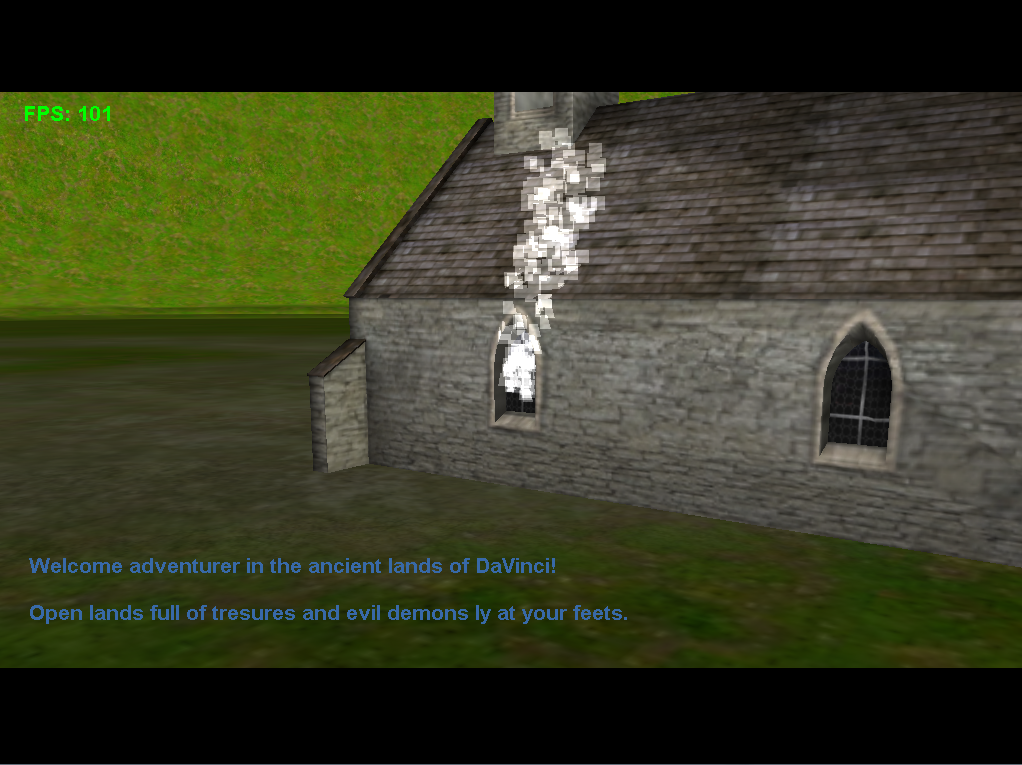 FPS: 101
Welcome adventurer in the ancient lands of DaVinci!
Open lands full of tresures and evil demons ly at your feets.